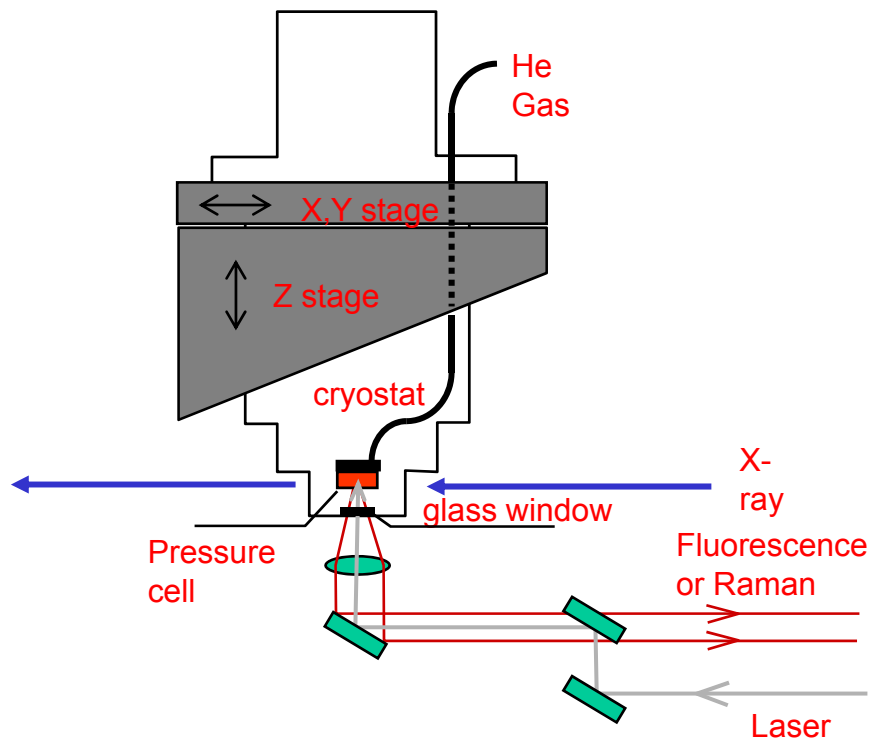 He
Gas
X,Y stage
Z stage
cryostat
X-
ray
glass window
Pressure
cell
Fluorescence
or Raman
Laser